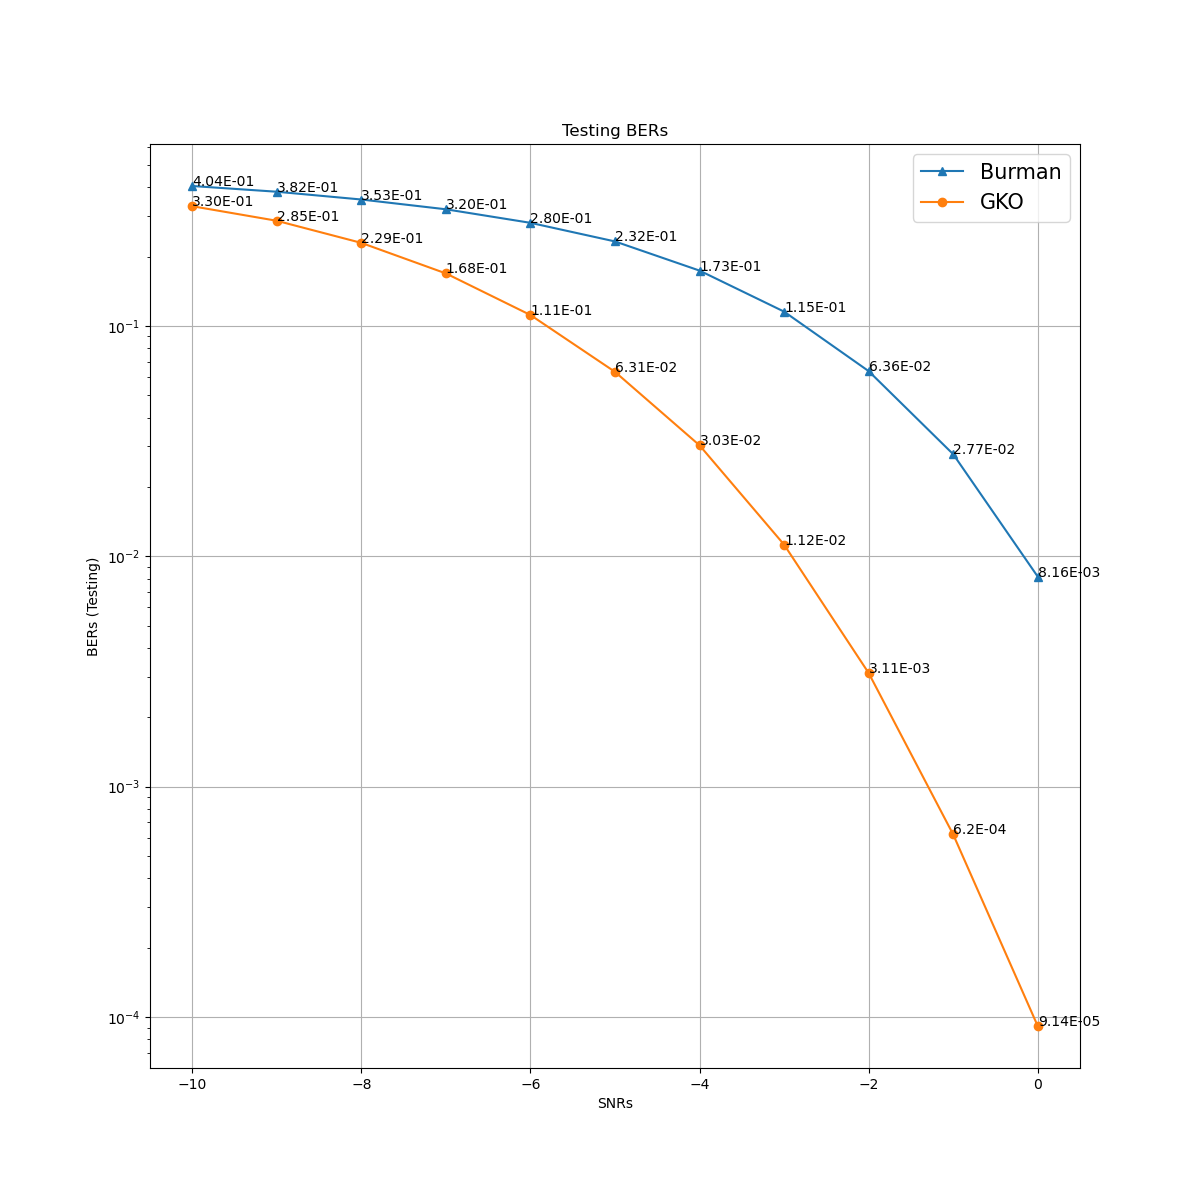 Testing BERs
Burman
GKO
4.04E-01
3.82E-01
3.53E-01
3.20E-01
2.80E-01
2.32E-01
1.73E-01
1.15E-01
6.36E-02
2.77E-02
8.16E-03
3.30E-01
2.85E-01
2.29E-01
1.68E-01
1.11E-01
6.31E-02
3.03E-02
1.12E-02
3.11E-03
6.2E-04
9.14E-05
10⁻¹
10⁻²
10⁻³
10⁻⁴
BERs (Testing)
−10 −8 −6 −4 −2 0
SNRs